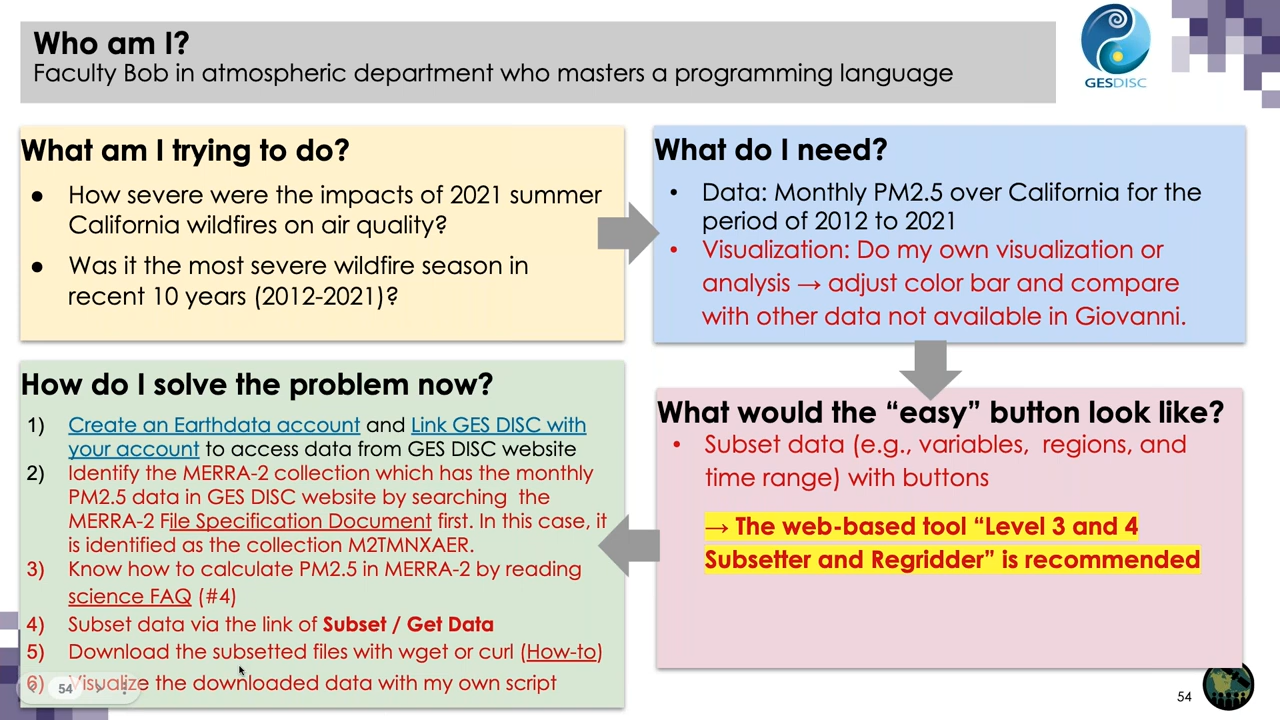 Who am I?
Faculty Bob in atmospheric department who masters a programming language
GESDISC
What am I trying to do?
● How severe were the impacts of 2021 summer
California wildfires on air quality?
● Was it the most severe wildfire season in
recent 10 years (2012-2021)?
What do I need?
• Data: Monthly PM2.5 over California for the
period of 2012 to 2021
• Visualization: Do my own visualization or
analysis → adjust color bar and compare
with other data not available in Giovanni.
What would the “easy” button look like?
• Subset data (e.g., variables, regions, and
time range) with buttons
→ The web-based tool “Level 3 and 4
Subsetter and Regridder” is recommended
How do I solve the problem now?
1) Create an Earthdata account and Link GES DISC with
your account to access data from GES DISC website
2) Identify the MERRA-2 collection which has the monthly
PM2.5 data in GES DISC website by searching the
MERRA-2 File Specification Document first. In this case, it
is identified as the collection M2TMNXAER.
3) Know how to calculate PM2.5 in MERRA-2 by reading
science FAQ (#4)
4) Subset data via the link of Subset / Get Data
5) Download the subsetted files with wget or curl (How-to)
6) Visualize the downloaded data with my own script
54
54